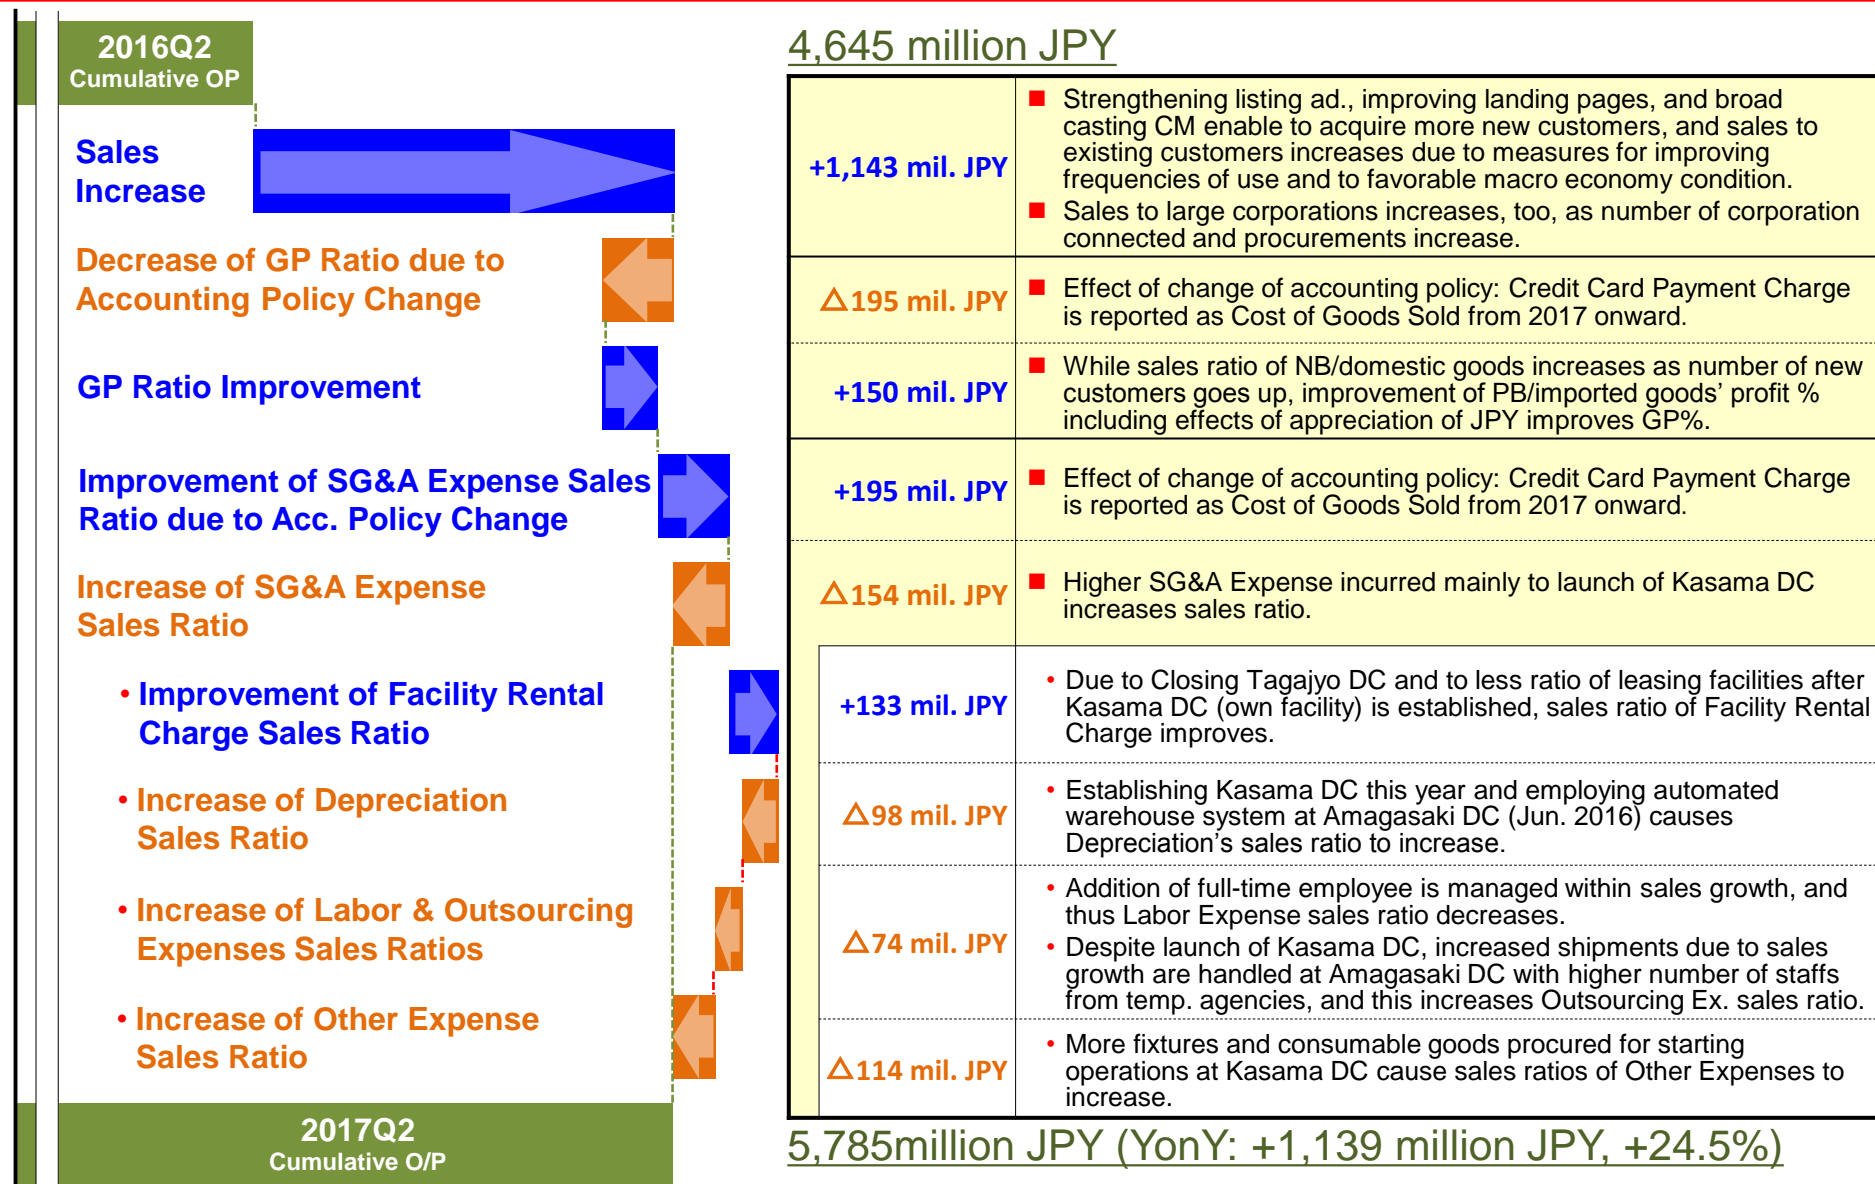 2016Q2
Cumulative OP
4,645 million JPY
Sales
Increase
+1,143 mil. JPY
■ Strengthening listing ad., improving landing pages, and broad
casting CM enable to acquire more new customers, and sales to
existing customers increases due to measures for improving
frequencies of use and to favorable macro economy condition.
■ Sales to large corporations increases, too, as number of corporation
connected and procurements increase.
Decrease of GP Ratio due to
Accounting Policy Change
△195 mil. JPY
■ Effect of change of accounting policy: Credit Card Payment Charge
is reported as Cost of Goods Sold from 2017 onward.
GP Ratio Improvement
+150 mil. JPY
■ While sales ratio of NB/domestic goods increases as number of new
customers goes up, improvement of PB/imported goods’ profit %
including effects of appreciation of JPY improves GP%.
Improvement of SG&A Expense Sales
Ratio due to Acc. Policy Change
+195 mil. JPY
■ Effect of change of accounting policy: Credit Card Payment Charge
is reported as Cost of Goods Sold from 2017 onward.
Increase of SG&A Expense
Sales Ratio
△154 mil. JPY
■ Higher SG&A Expense incurred mainly to launch of Kasama DC
increases sales ratio.
• Improvement of Facility Rental
Charge Sales Ratio
+133 mil. JPY
• Due to Closing Tagajyo DC and to less ratio of leasing facilities after
Kasama DC (own facility) is established, sales ratio of Facility Rental
Charge improves.
• Increase of Depreciation
Sales Ratio
△98 mil. JPY
• Establishing Kasama DC this year and employing automated
warehouse system at Amagasaki DC (Jun. 2016) causes
Depreciation’s sales ratio to increase.
• Increase of Labor & Outsourcing
Expenses Sales Ratios
△74 mil. JPY
• Addition of full-time employee is managed within sales growth, and
thus Labor Expense sales ratio decreases.
• Despite launch of Kasama DC, increased shipments due to sales
growth are handled at Amagasaki DC with higher number of staffs
from temp. agencies, and this increases Outsourcing Ex. sales ratio.
• Increase of Other Expense
Sales Ratio
△114 mil. JPY
• More fixtures and consumable goods procured for starting
operations at Kasama DC cause sales ratios of Other Expenses to
increase.
2017Q2
Cumulative O/P
5,785million JPY (YonY: +1,139 million JPY, +24.5%)